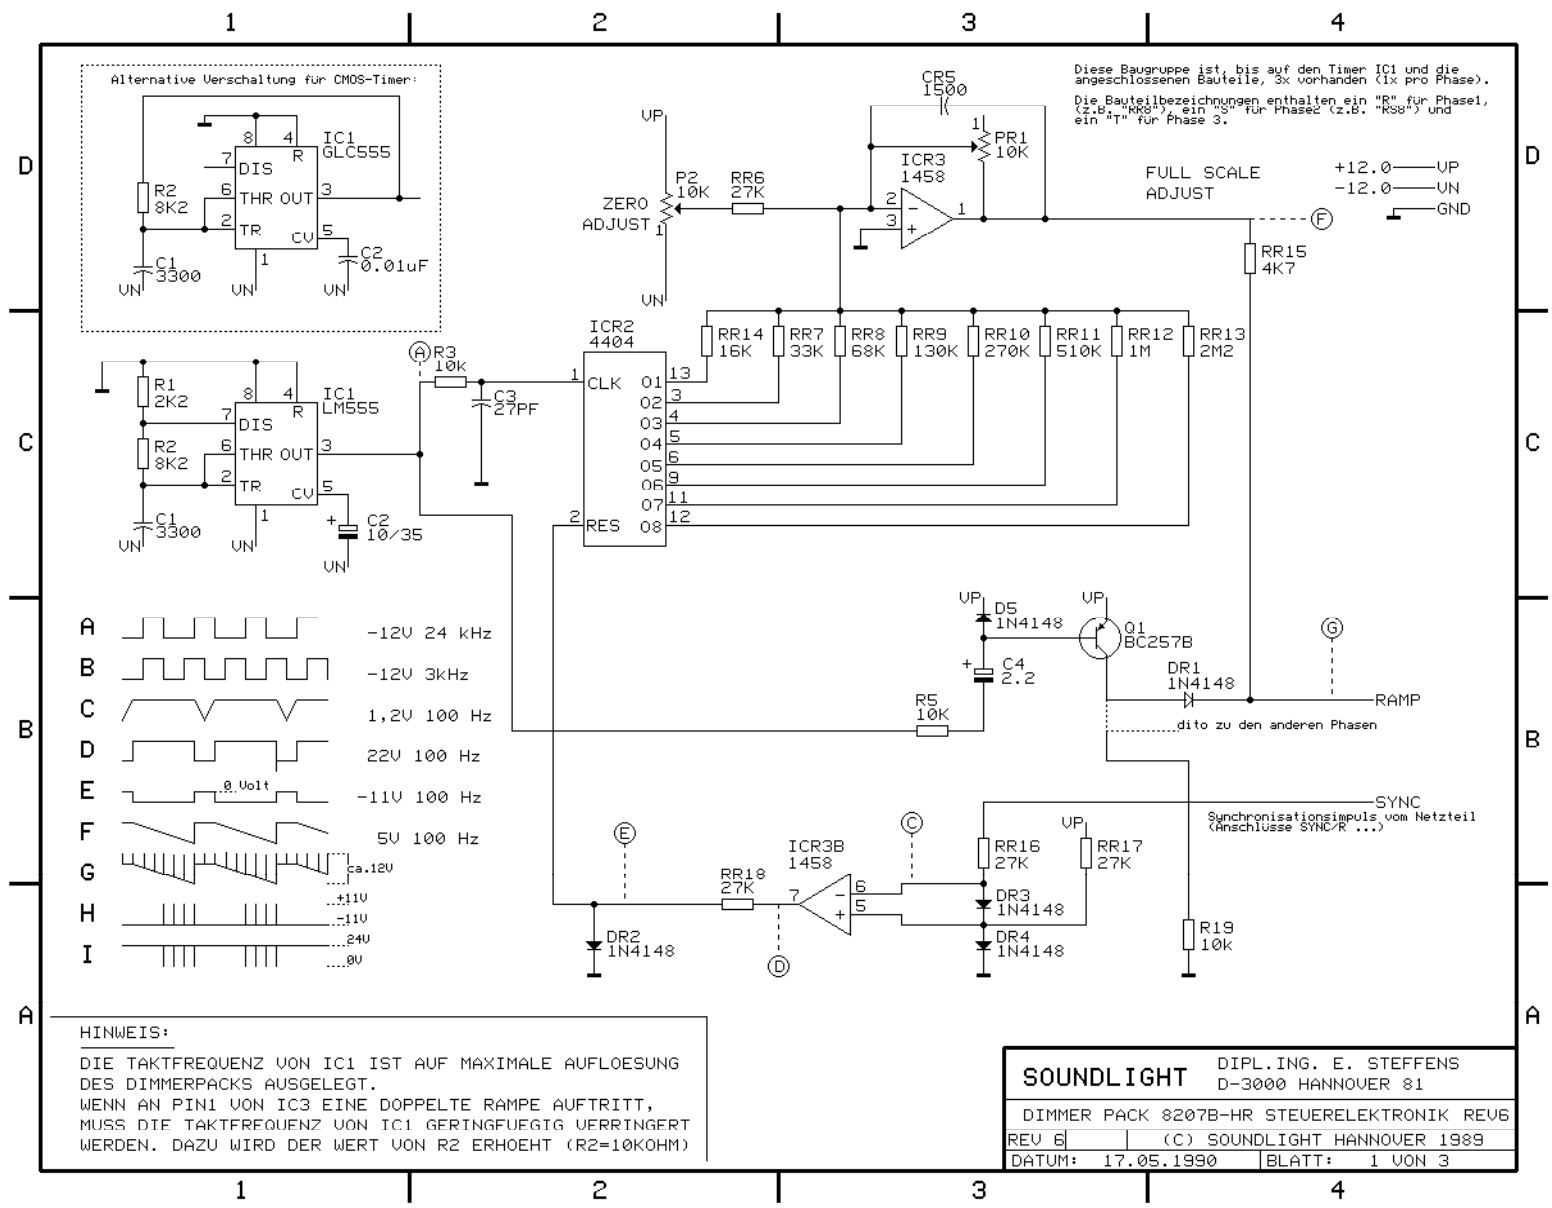 1 2 3 4
D
C
B
A
Alternative Verschaltung für CMOS-Timer:
IC1
GLC555
8 4
R
7 DIS
6 THR OUT 3
2 TR
CV 5
1
R2
8K2
C1
3300
VN
VN
C2
0.01uF
VN
VP
P2
10K
ZERO
ADJUST
1
VN
RR6
27K
CR5
1500
1
PR1
10K
ICR3
1458
2 -
3 +
1
Diese Baugruppe ist, bis auf den Timer IC1 und die
angeschlossenen Bauteile, 3x vorhanden (1x pro Phase).
Die Bauteilbezeichnungen enthalten ein "R" für Phase1,
(z.B. "RR8"), ein "S" für Phase2 (z.B. "RS8") und
ein "T" für Phase 3.
FULL SCALE
ADJUST
+12.0 VP
-12.0 VN
GND
F
RR15
4K7
RR14
16K
RR7
33K
RR8
68K
RR9
130K
RR10
270K
RR11
510K
RR12
1M
RR13
2M2
ICR2
4404
1 CLK
2 RES
O1 13
O2 3
O3 4
O4 5
O5 6
O6 9
O7 11
O8 12
A
R3
10k
C3
27PF
R1
2K2
R2
8K2
C1
3300
VN
IC1
LM555
8 4
R
7 DIS
6 THR OUT 3
2 TR
CV 5
1
VN
+
C2
10/35
VN
A -12V 24 kHz
B -12V 3kHz
C 1,2V 100 Hz
D 22V 100 Hz
E 0 Volt -11V 100 Hz
F 5V 100 Hz
G ca.12V
H +11V
-11V
I 24V
0V
VP
D5
1N4148
+
C4
2.2
R5
10K
VP
Q1
BC257B
DR1
1N4148
G
RAMP
dito zu den anderen Phasen
SYNC
Synchronisationsimpuls vom Netzteil
(Anschlüsse SYNC/R ...)
E
C
D
ICR3B
1458
7
6 -
5 +
RR18
27K
DR2
1N4148
RR16
27K
VP
RR17
27K
DR3
1N4148
DR4
1N4148
R19
10k
HINWEIS:
DIE TAKTFREQUENZ VON IC1 IST AUF MAXIMALE AUFLOESUNG
DES DIMMERPACKS AUSGELEGT.
WENN AN PIN1 VON IC3 EINE DOPPELTE RAMPE AUFTRITT,
MUSS DIE TAKTFREQUENZ VON IC1 GERINGFUEGIG VERRINGERT
WERDEN. DAZU WIRD DER WERT VON R2 ERHOEHT (R2=10KOHM)
SOUNDLIGHT
DIPL.ING. E. STEFFENS
D-3000 HANNOVER 81
DIMMER PACK 8207B-HR STEUERELEKTRONIK REV6
REV 6 (C) SOUNDLIGHT HANNOVER 1989
DATUM: 17.05.1990 BLATT: 1 VON 3
D
C
B
A
1 2 3 4